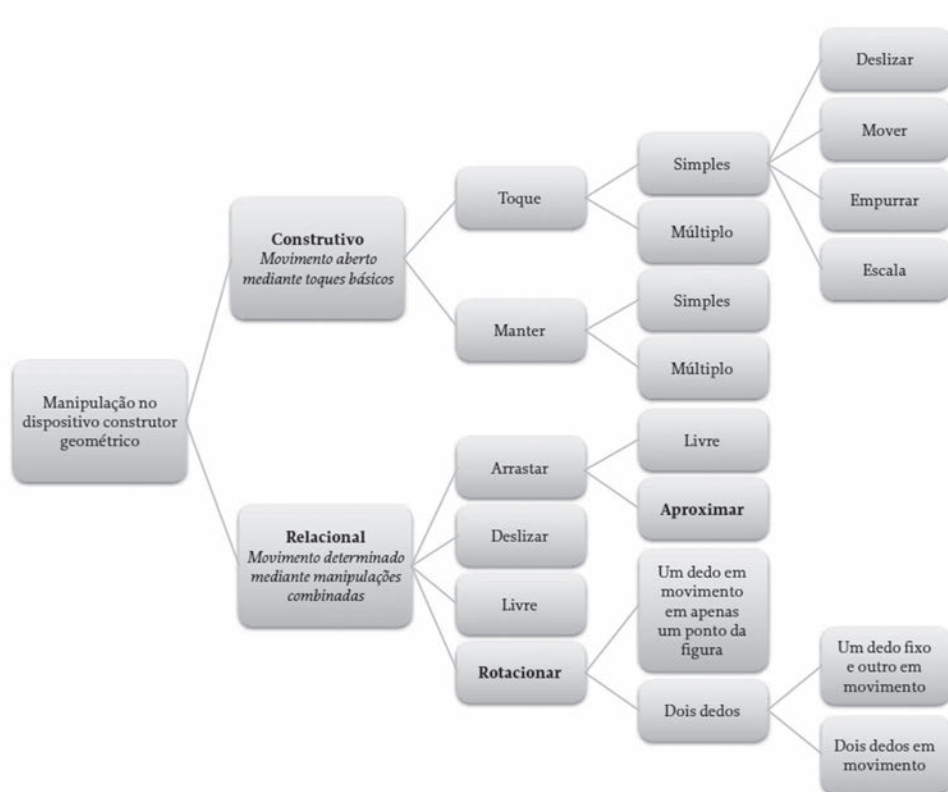 Manipulação no
dispositivo construtor
geométrico
Construtivo
Movimento aberto
mediante toques básicos
Toque
Simples
Deslizar
Mover
Empurrar
Escala
Múltiplo
Manter
Simples
Múltiplo
Relacional
Movimento determinado
mediante manipulações
combinadas
Arrastar
Livre
Aproximar
Deslizar
Livre
Rotacionar
Um dedo em
movimento
em apenas
um ponto da
figura
Dois dedos
Um dedo fixo
e outro em
movimento
Dois dedos em
movimento